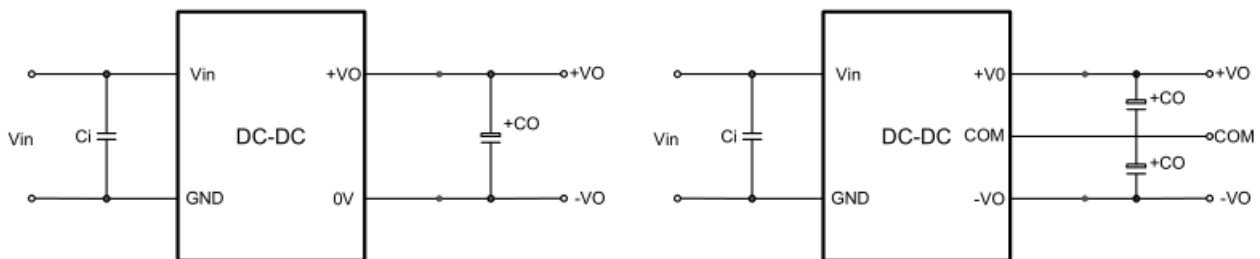 Vin +VO +VO
+CO
Vin Ci DC-DC
GND 0V -VO
Vin +V0 +VO
+CO
Vin Ci DC-DC COM COM
+CO
GND -VO -VO